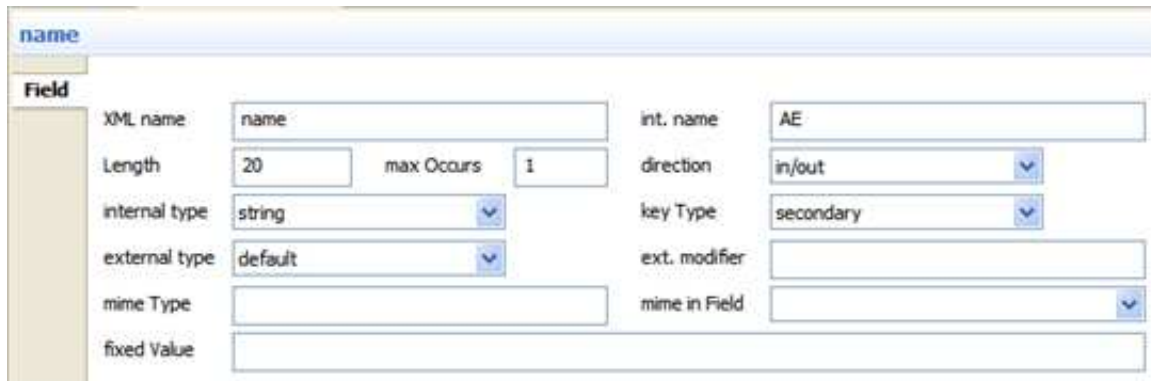 name
Field
XML name name int. name AE
Length 20 max Occurs 1 direction in/out
internal type string key Type secondary
external type default ext. modifier
mime Type mime in Field
fixed Value